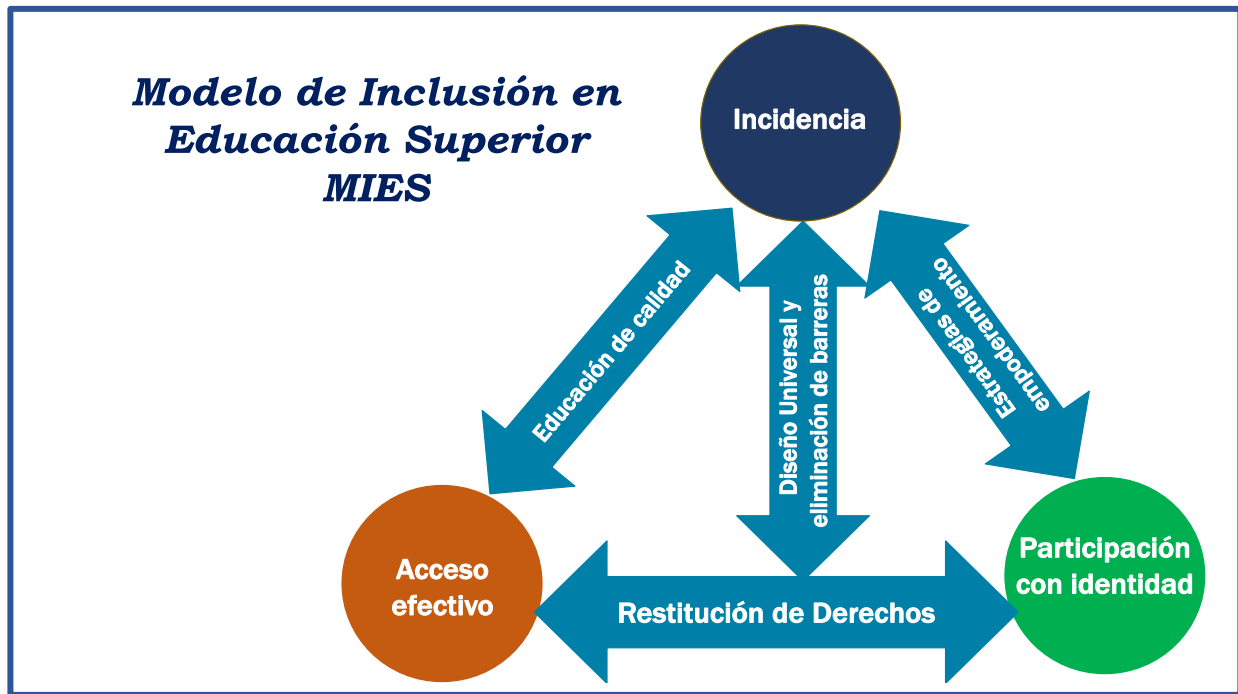 Modelo de Inclusión en
Educación Superior
MIES
Incidencia
Educación de calidad
Diseño Universal y
eliminación de barreras
Estrategias de
empoderamiento
Acceso
efectivo
Participación
con identidad
Restitución de Derechos